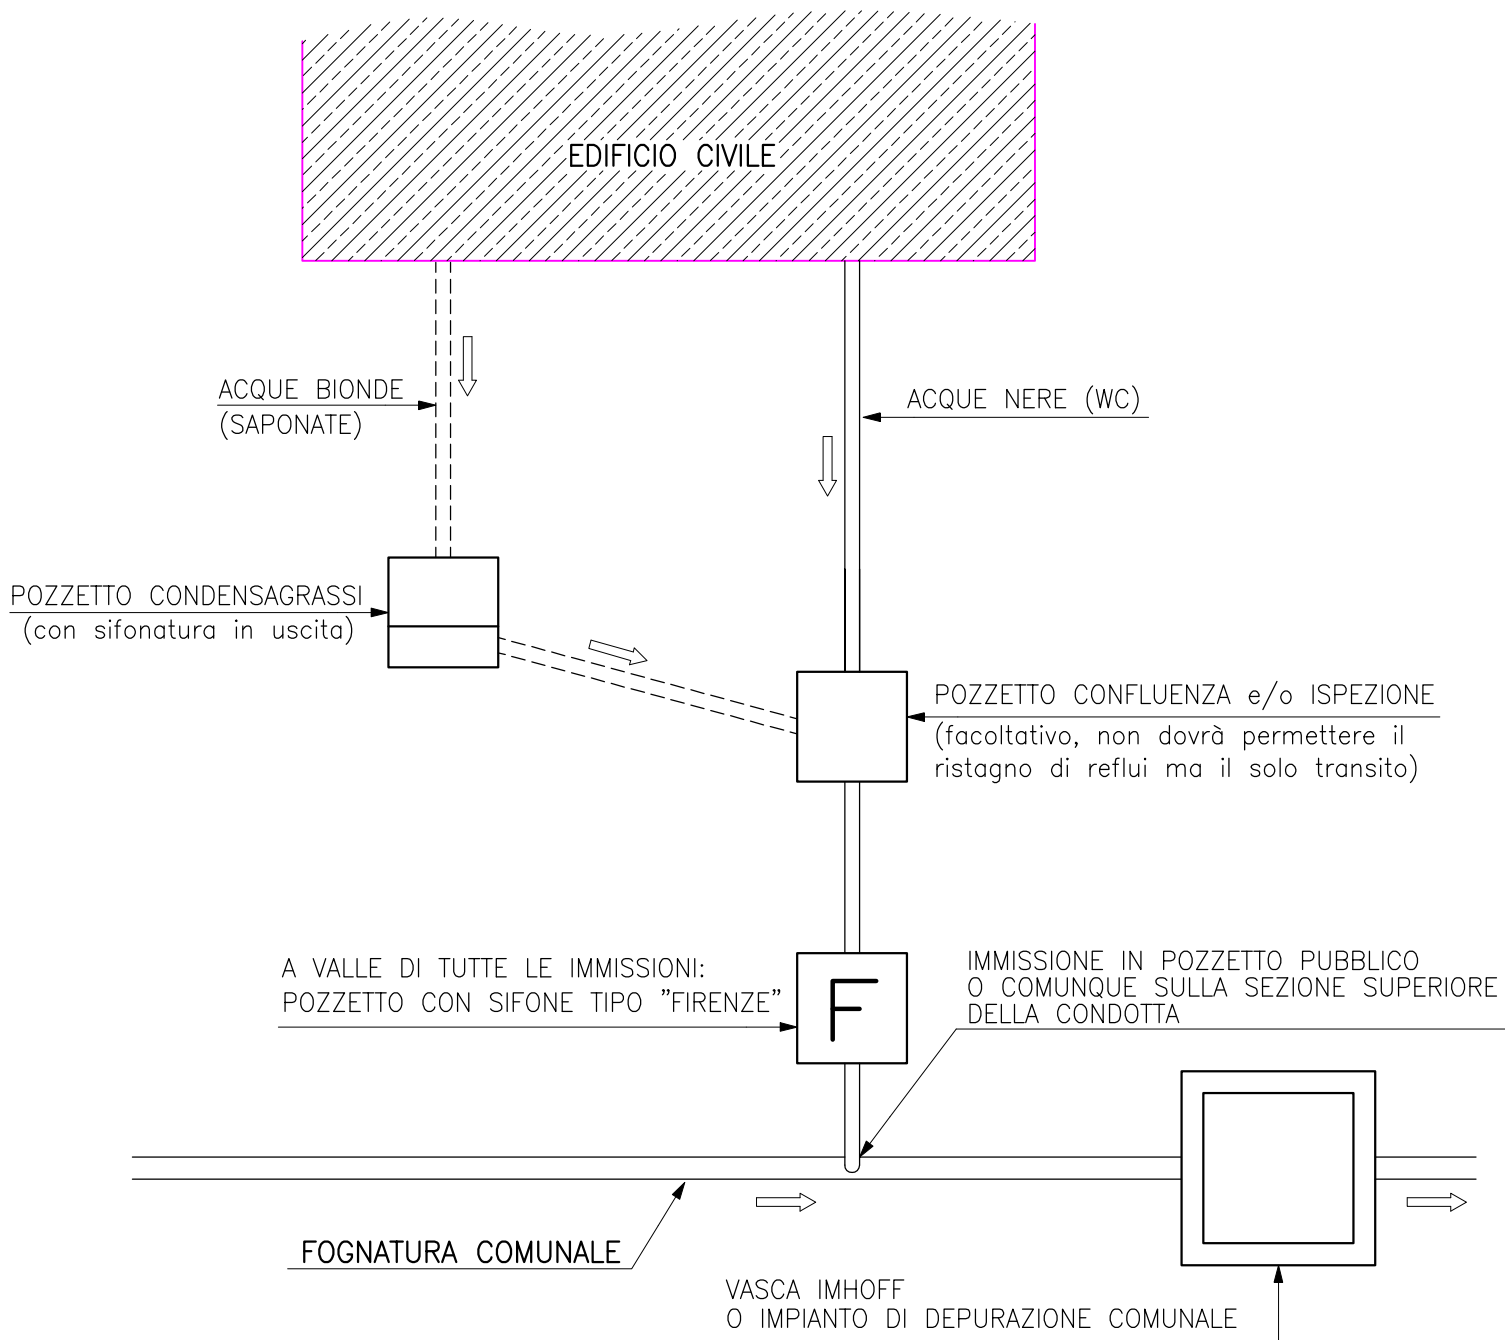 EDIFICIO CIVILE
ACQUE BIONDE
(SAPONATE)
ACQUE NERE (WC)
POZZETTO CONDENSAGRASSI
(con sifonatura in uscita)
POZZETTO CONFLUENZA e/o ISPEZIONE
(facoltativo, non dovrà permettere il
ristagno di reflui ma il solo transito)
A VALLE DI TUTTE LE IMMISSIONI:
POZZETTO CON SIFONE TIPO "FIRENZE"
F
IMMISSIONE IN POZZETTO PUBBLICO
O COMUNQUE SULLA SEZIONE SUPERIORE
DELLA CONDOTTA
FOGNATURA COMUNALE
VASCA IMHOFF
O IMPIANTO DI DEPURAZIONE COMUNALE